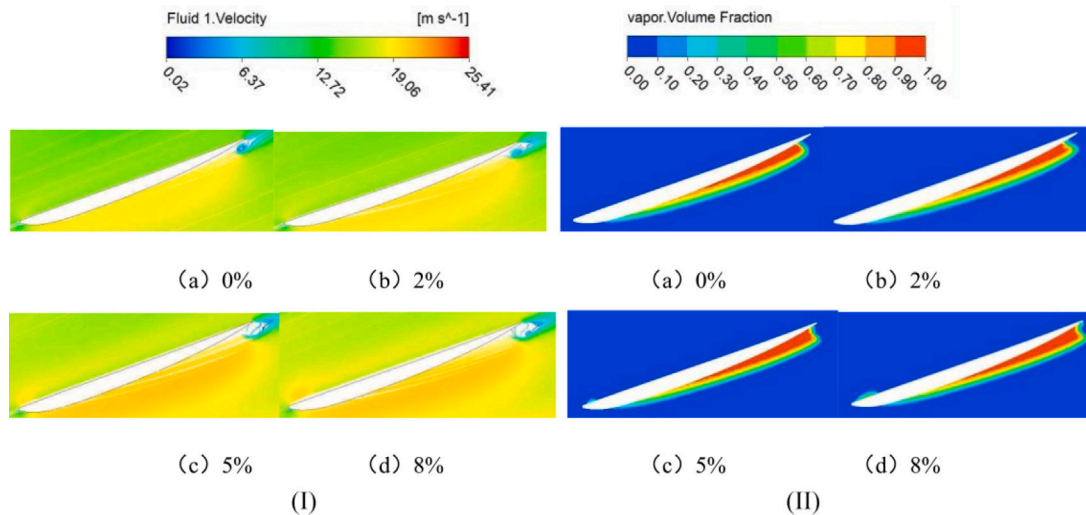 Fluid 1.Velocity [m s^-1]
0.02 6.37 12.72 19.06 25.41
vapor.Volume Fraction
0.00 0.10 0.20 0.30 0.40 0.50 0.60 0.70 0.80 0.90 1.00
（a）0% （b）2% （a）0% （b）2%
（c）5% （d）8% （c）5% （d）8%
(I) (II)